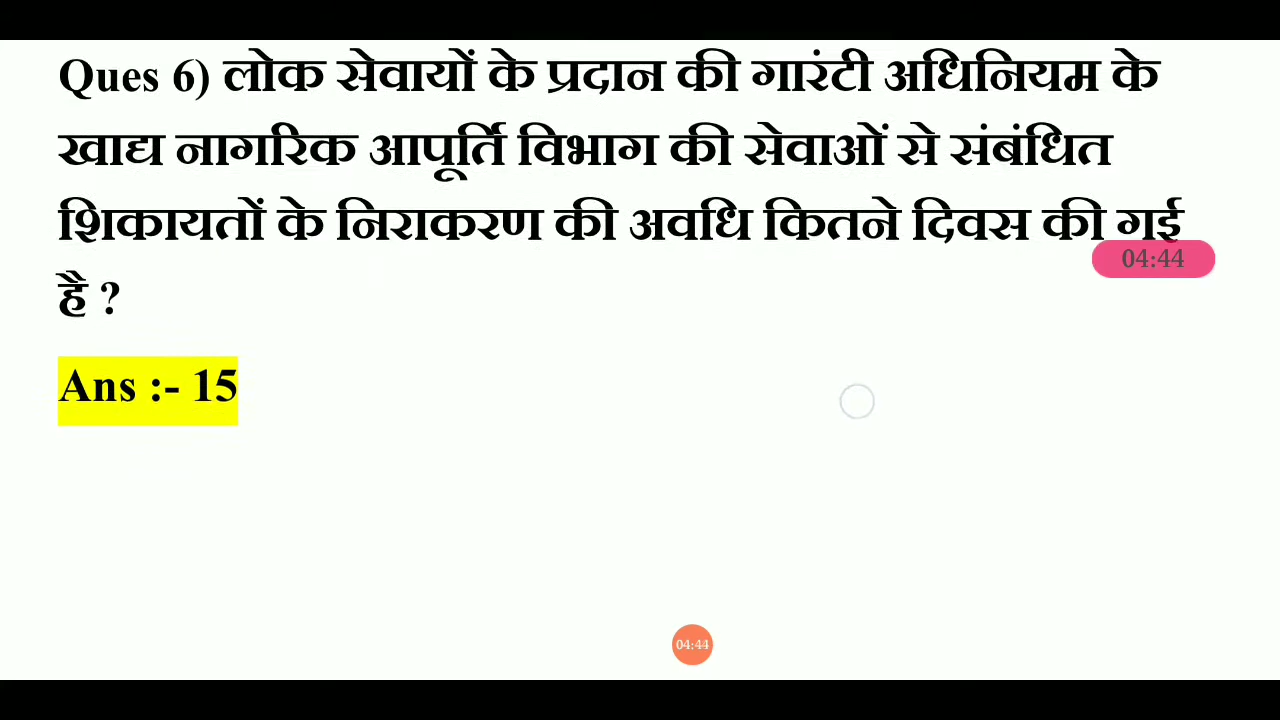 Ques 6) लोक सेवायों के प्रदान की गारंटी अधिनियम के
खाद्य नागरिक आपूर्ति विभाग की सेवाओं से संबंधित
शिकायतों के निराकरण की अवधि कितने दिवस की गई
04:44
है ?
Ans :- 15
04:44